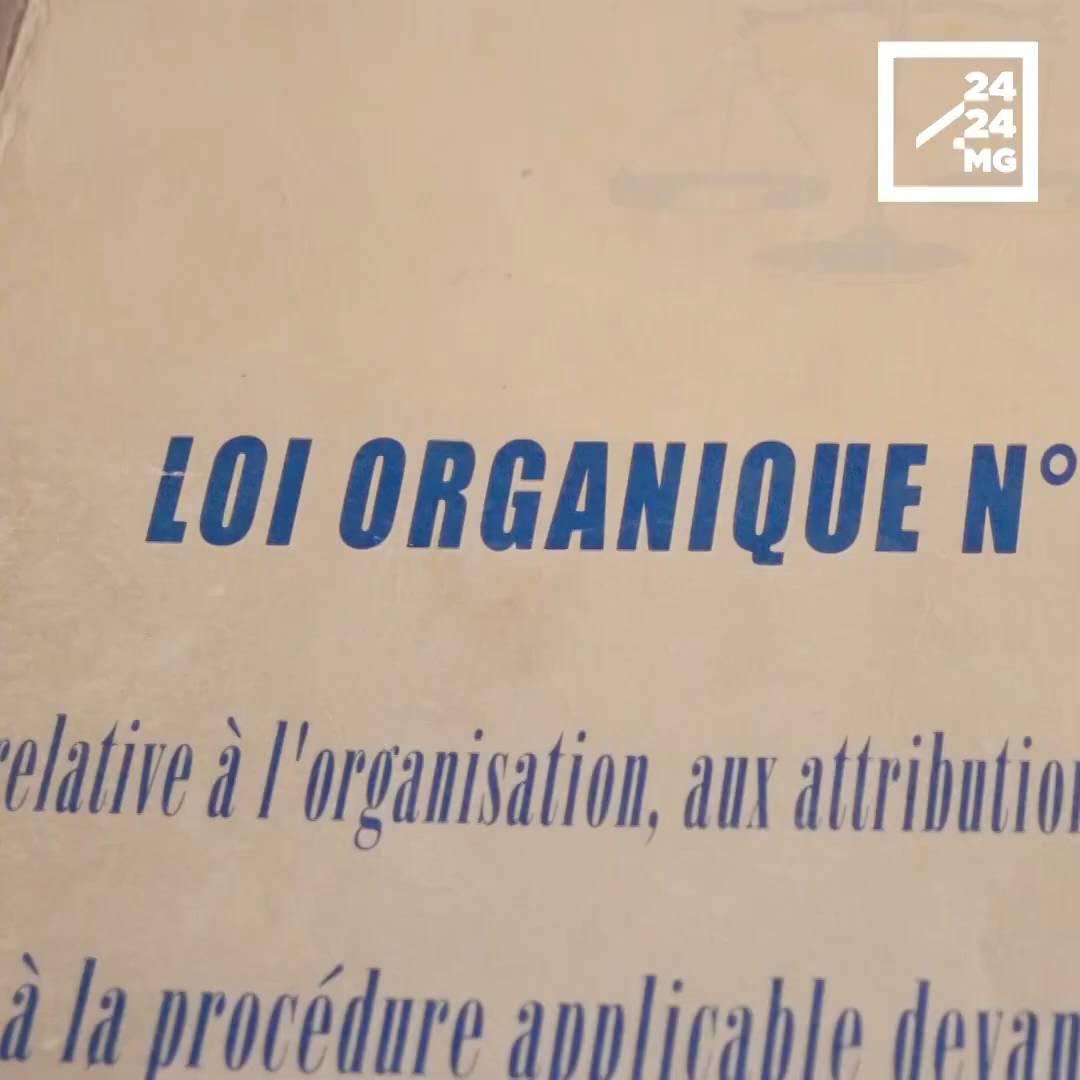 24
24
.MG
LOI ORGANIQUE N°
relative à l'organisation, aux attribution
à la procédure applicable devan